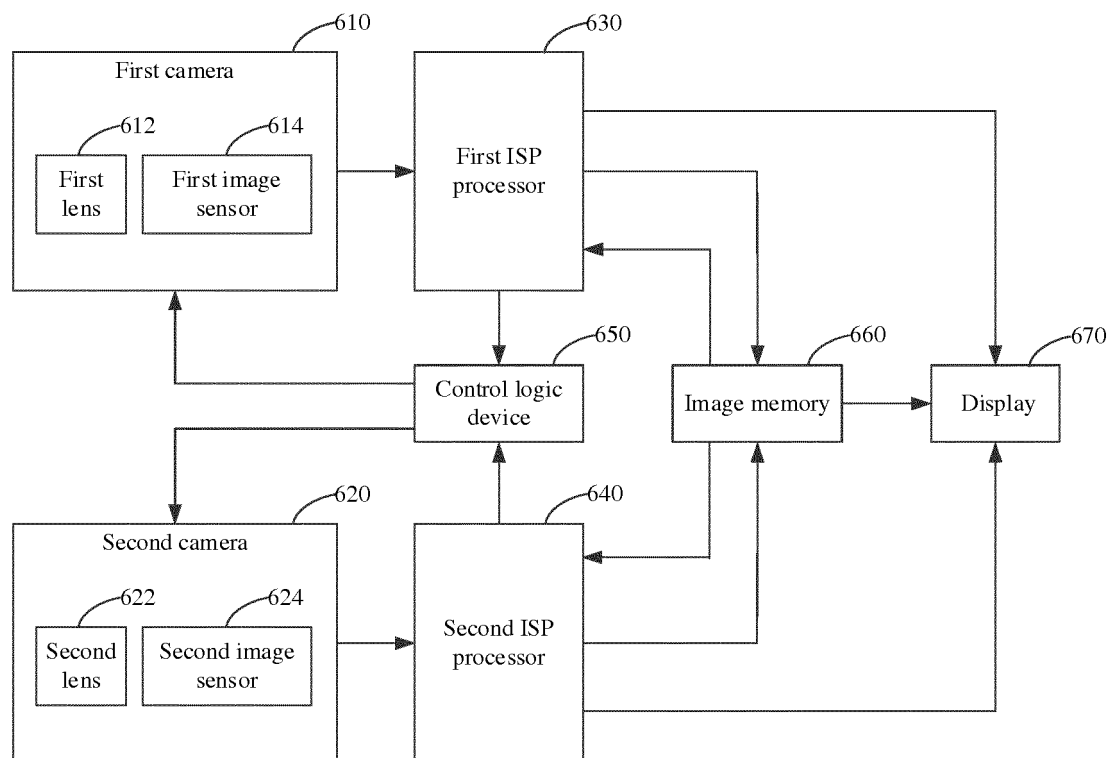 610
First camera
612
First
lens
614
First image
sensor
630
First ISP
processor
650
Control logic
device
660
Image memory
670
Display
620
Second camera
622
Second
lens
624
Second image
sensor
640
Second ISP
processor